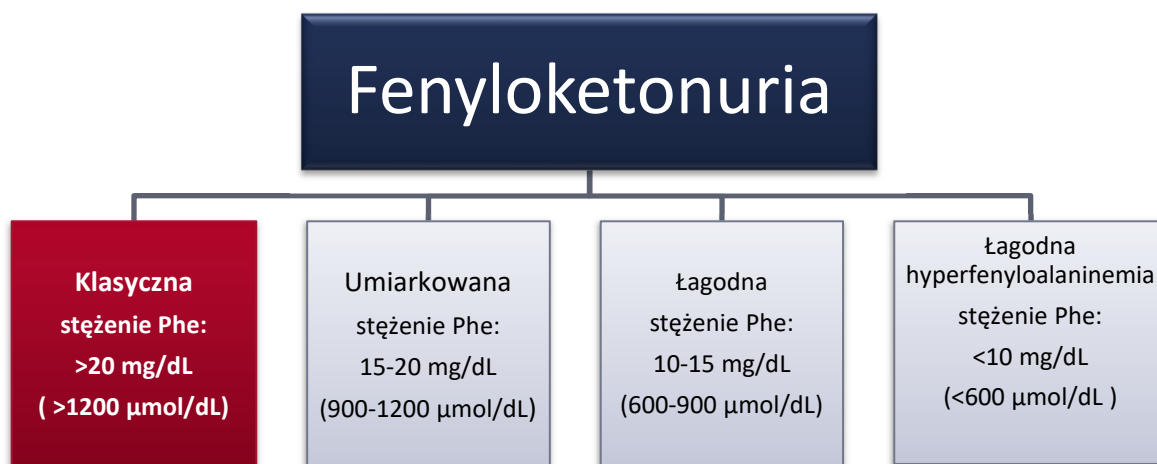 Fenyloketonuria
Klasyczna
stężenie Phe:
>20 mg/dL
( >1200 µmol/dL)
Umiarkowana
stężenie Phe:
15-20 mg/dL
(900-1200 µmol/dL)
Łagodna
stężenie Phe:
10-15 mg/dL
(600-900 µmol/dL)
Łagodna
hyperfenyloalaninemia
stężenie Phe:
<10 mg/dL
(<600 µmol/dL )